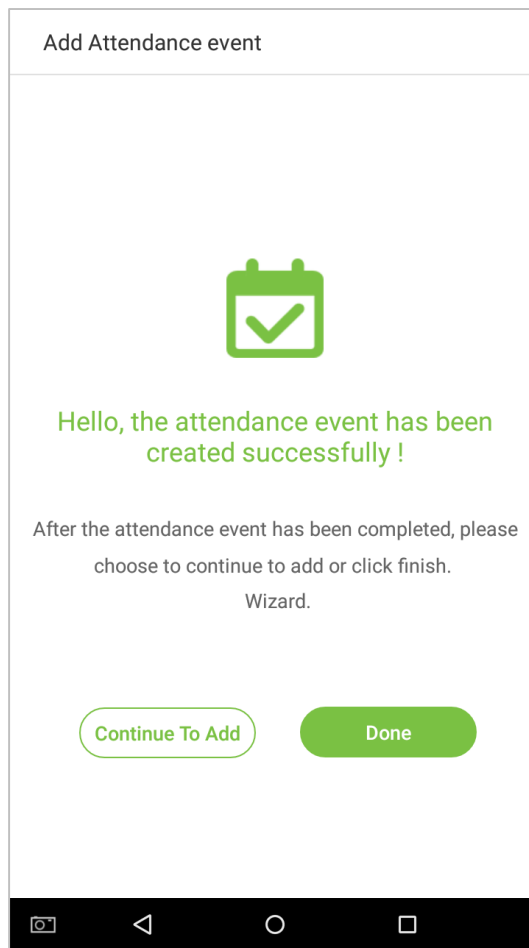 Add Attendance event
Hello, the attendance event has been
created successfully !
After the attendance event has been completed, please
choose to continue to add or click finish.
Wizard.
Continue To Add
Done